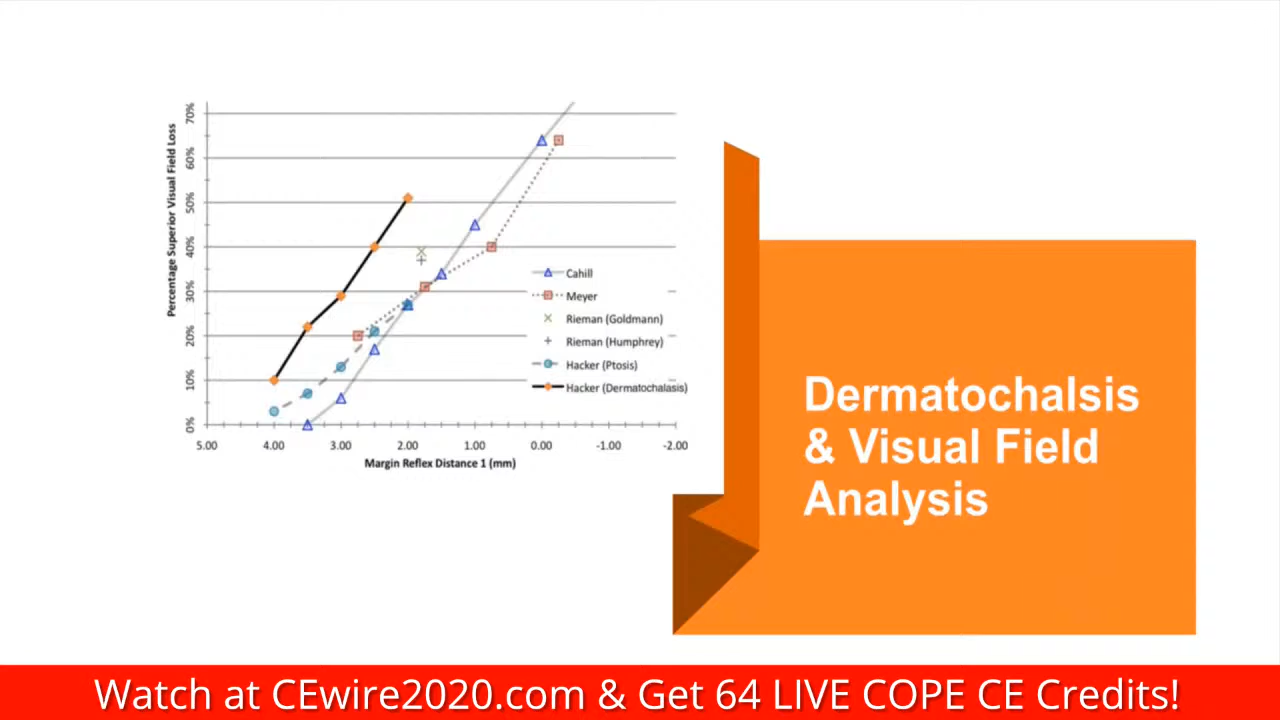 Percentage Superior Visual Field Loss
70%
60%
50%
40%
30%
20%
10%
0%
5.00 4.00 3.00 2.00 1.00 0.00 -1.00 -2.00
Margin Reflex Distance 1 (mm)
Cahill
Meyer
Rieman (Goldmann)
Rieman (Humphrey)
Hacker (Ptosis)
Hacker (Dermatochalasis)
Dermatochalsis
& Visual Field
Analysis
Watch at CEwire2020.com & Get 64 LIVE COPE CE Credits!